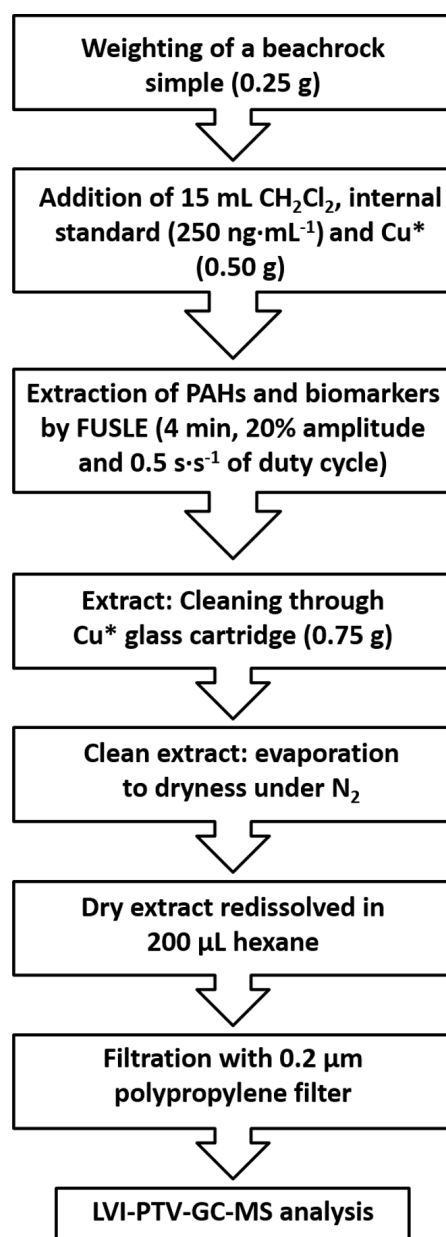 Weighting of a beachrock
simple (0.25 g)
Addition of 15 mL CH₂Cl₂, internal
standard (250 ng·mL⁻¹) and Cu*
(0.50 g)
Extraction of PAHs and biomarkers
by FUSLE (4 min, 20% amplitude
and 0.5 s·s⁻¹ of duty cycle)
Extract: Cleaning through
Cu* glass cartridge (0.75 g)
Clean extract: evaporation
to dryness under N₂
Dry extract redissolved in
200 µL hexane
Filtration with 0.2 µm
polypropylene filter
LVI-PTV-GC-MS analysis